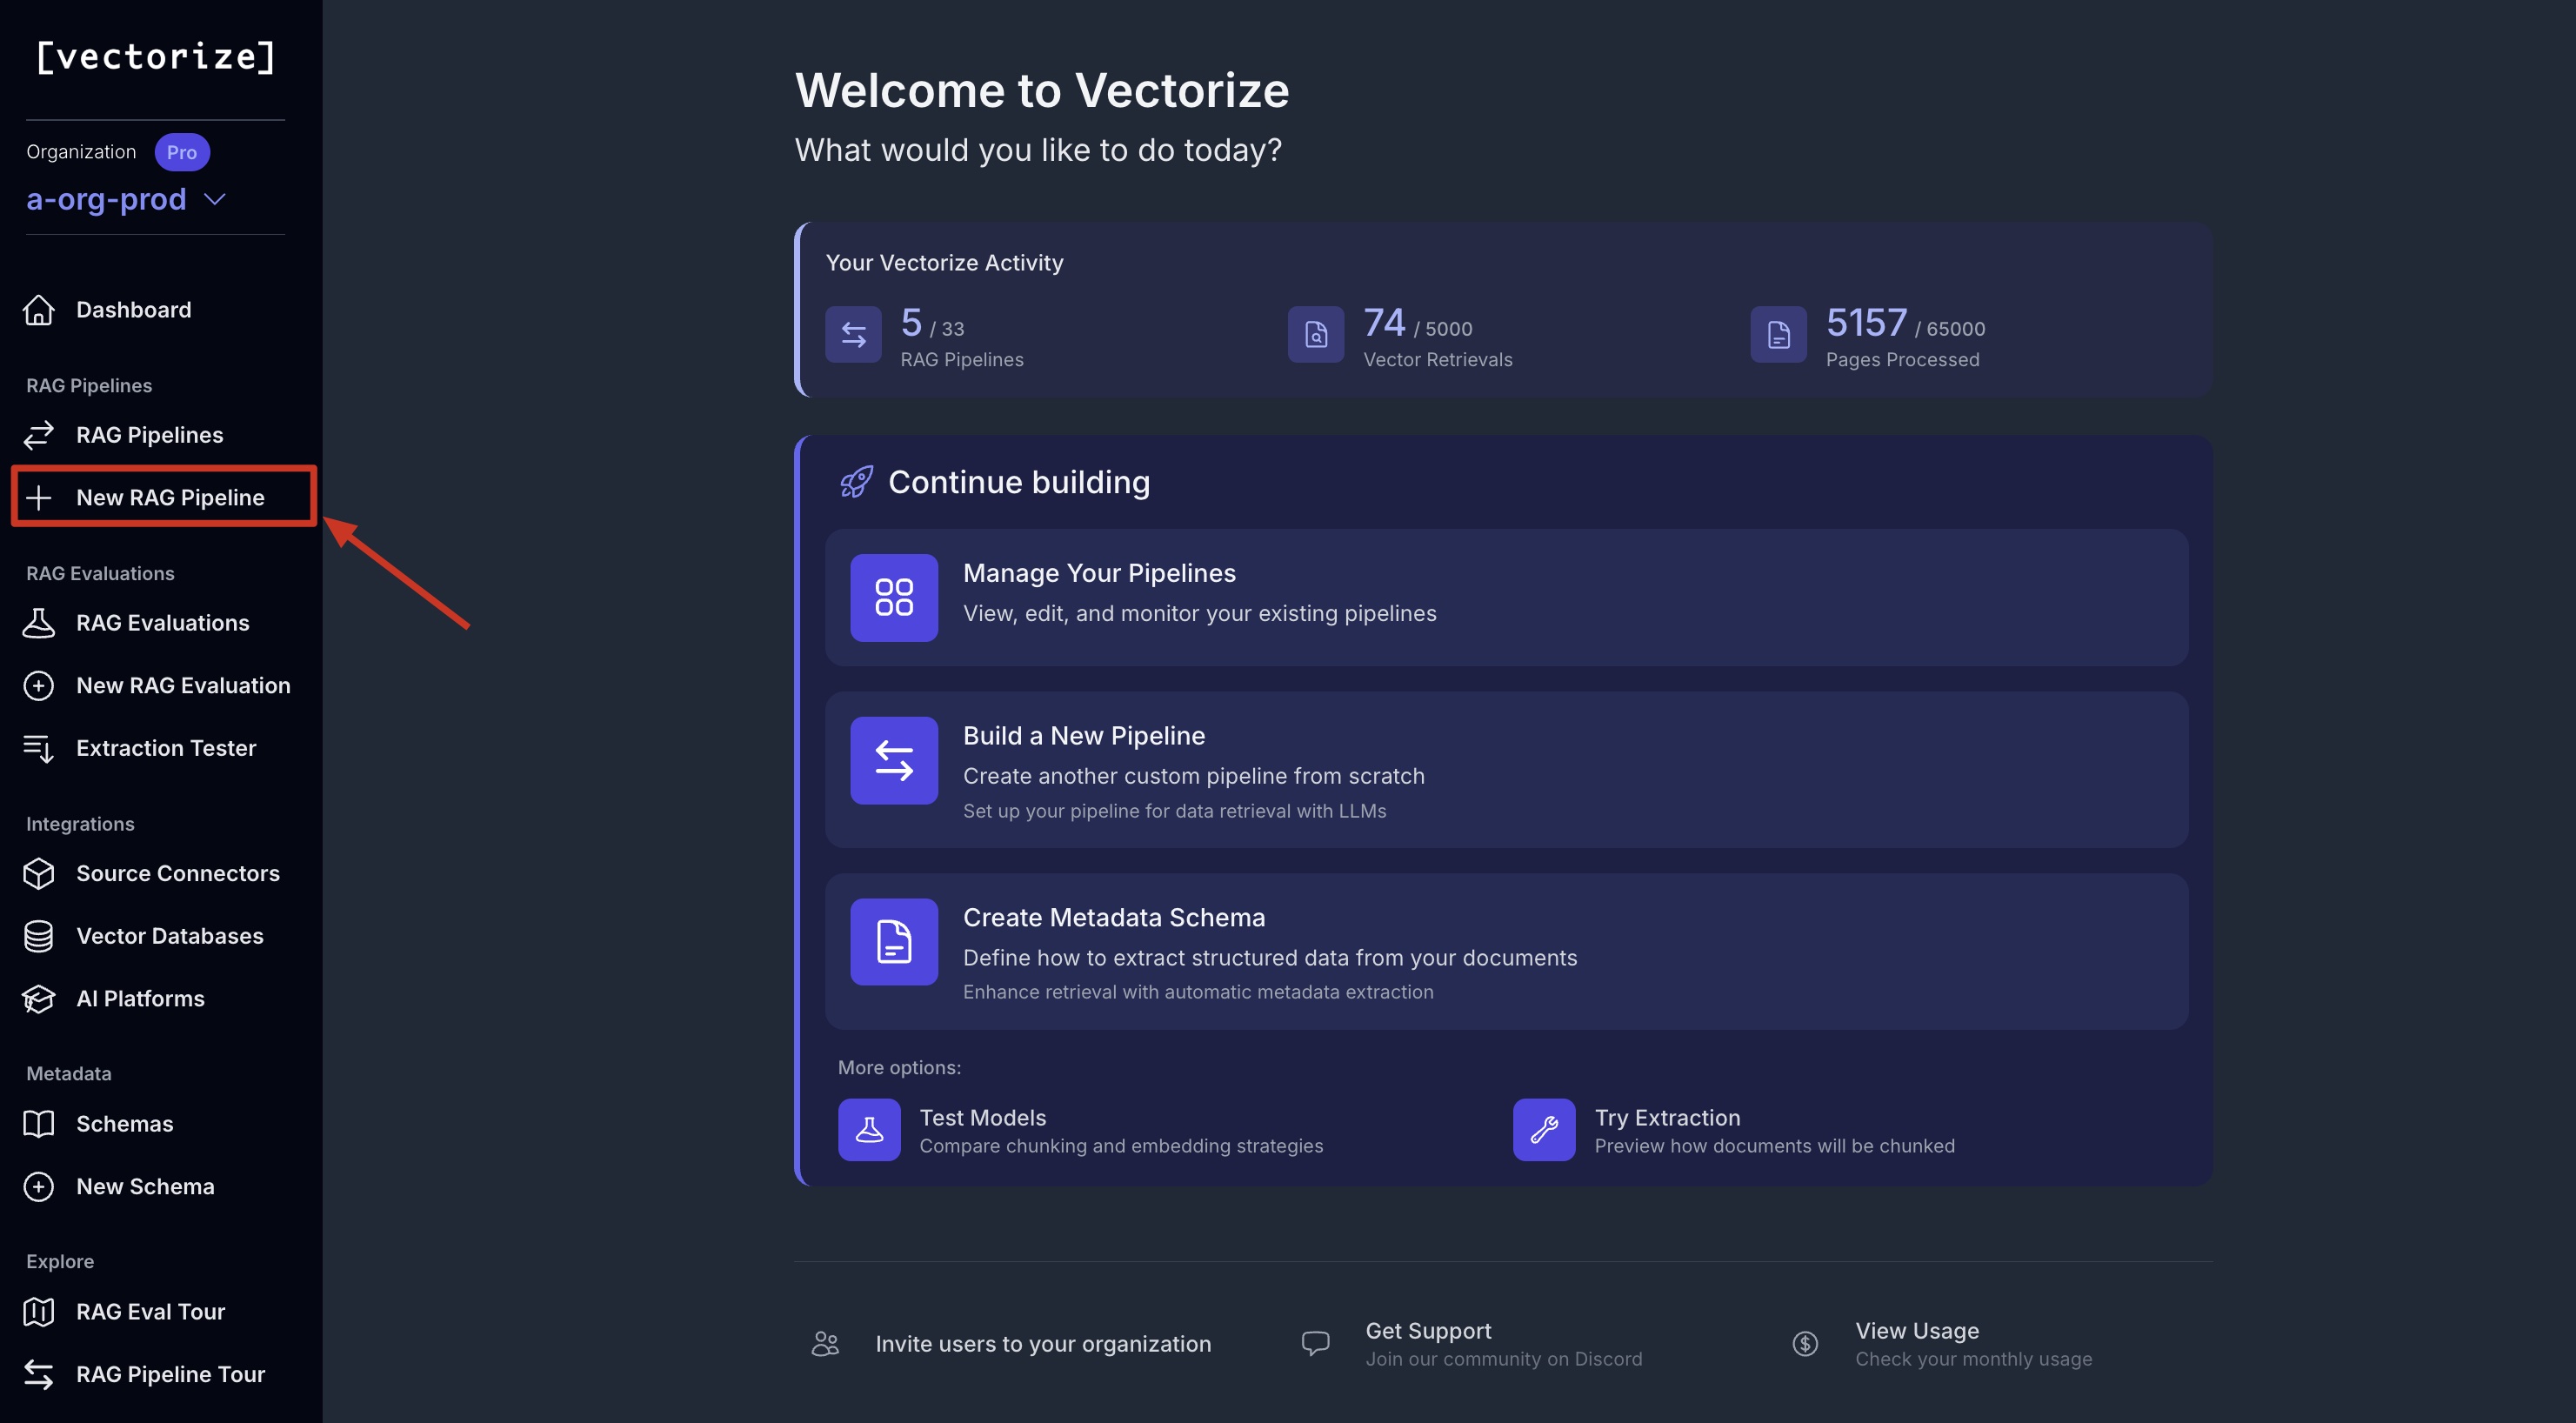 [vectorize]
Organization Pro
a-org-prod
Dashboard
RAG Pipelines
RAG Pipelines
New RAG Pipeline
RAG Evaluations
RAG Evaluations
New RAG Evaluation
Extraction Tester
Integrations
Source Connectors
Vector Databases
AI Platforms
Metadata
Schemas
New Schema
Explore
RAG Eval Tour
RAG Pipeline Tour
Welcome to Vectorize
What would you like to do today?
Your Vectorize Activity
5 / 33
RAG Pipelines
74 / 5000
Vector Retrievals
5157 / 65000
Pages Processed
Continue building
Manage Your Pipelines
View, edit, and monitor your existing pipelines
Build a New Pipeline
Create another custom pipeline from scratch
Set up your pipeline for data retrieval with LLMs
Create Metadata Schema
Define how to extract structured data from your documents
Enhance retrieval with automatic metadata extraction
More options:
Test Models
Compare chunking and embedding strategies
Try Extraction
Preview how documents will be chunked
Invite users to your organization
Get Support
Join our community on Discord
View Usage
Check your monthly usage